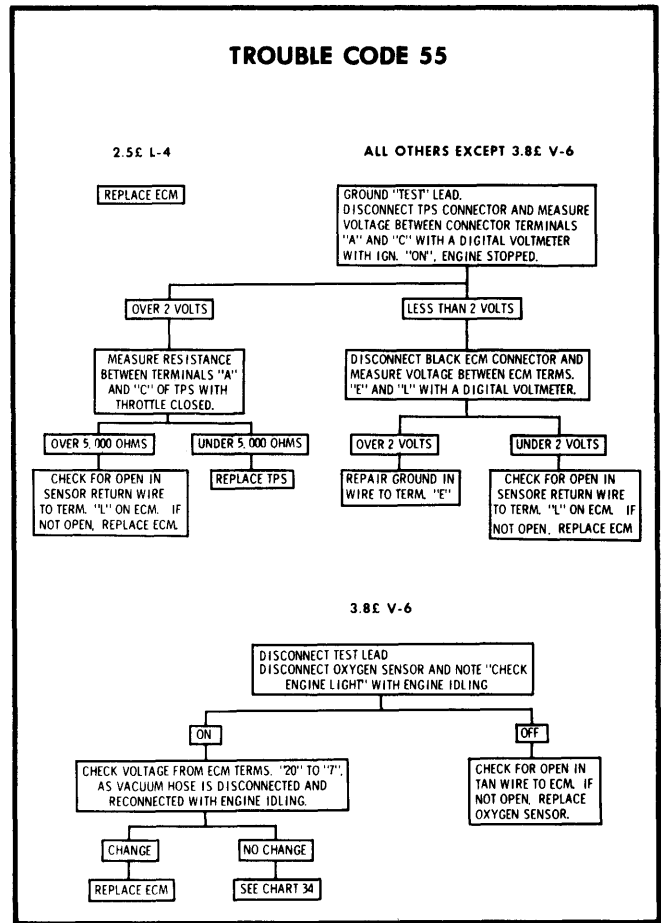 TROUBLE CODE 55
2.5£ L-4
REPLACE ECM
ALL OTHERS EXCEPT 3.8£ V-6
GROUND "TEST" LEAD.
DISCONNECT TPS CONNECTOR AND MEASURE
VOLTAGE BETWEEN CONNECTOR TERMINALS
"A" AND "C" WITH A DIGITAL VOLTMETER
WITH IGN. "ON", ENGINE STOPPED.
OVER 2 VOLTS
LESS THAN 2 VOLTS
MEASURE RESISTANCE
BETWEEN TERMINALS "A"
AND "C" OF TPS WITH
THROTTLE CLOSED.
DISCONNECT BLACK ECM CONNECTOR AND
MEASURE VOLTAGE BETWEEN ECM TERMS.
"E" AND "L" WITH A DIGITAL VOLTMETER.
OVER 5,000 OHMS
UNDER 5,000 OHMS
OVER 2 VOLTS
UNDER 2 VOLTS
CHECK FOR OPEN IN
SENSOR RETURN WIRE
TO TERM. "L" ON ECM. IF
NOT OPEN, REPLACE ECM.
REPLACE TPS
REPAIR GROUND IN
WIRE TO TERM. "E"
CHECK FOR OPEN IN
SENSORE RETURN WIRE
TO TERM. "L" ON ECM. IF
NOT OPEN, REPLACE ECM
3.8£ V-6
DISCONNECT TEST LEAD
DISCONNECT OXYGEN SENSOR AND NOTE "CHECK
ENGINE LIGHT" WITH ENGINE IDLING
ON
OFF
CHECK VOLTAGE FROM ECM TERMS. "20" TO "7",
AS VACUUM HOSE IS DISCONNECTED AND
RECONNECTED WITH ENGINE IDLING.
CHECK FOR OPEN IN
TAN WIRE TO ECM. IF
NOT OPEN, REPLACE
OXYGEN SENSOR.
CHANGE
NO CHANGE
REPLACE ECM
SEE CHART 34